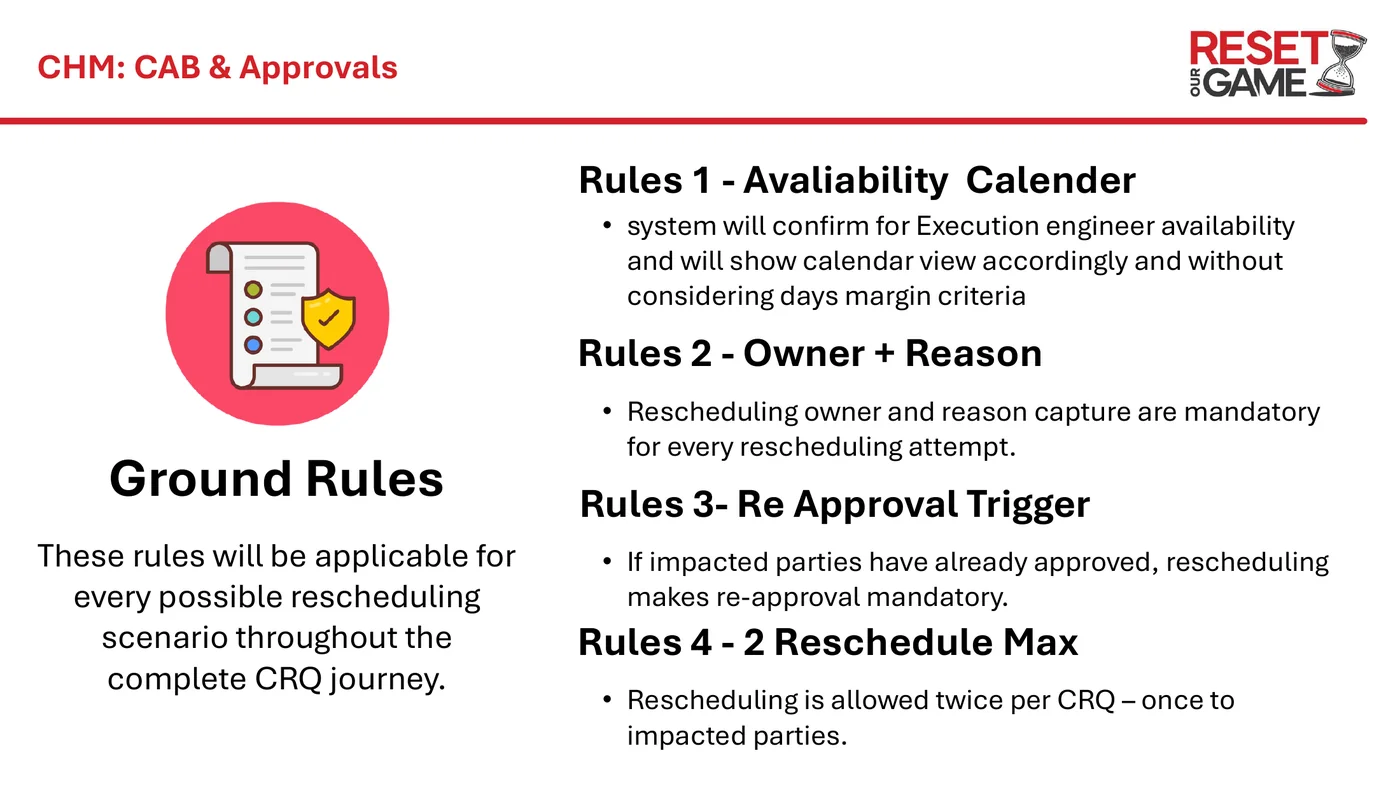 CHM: CAB & Approvals
RESET
OUR
GAME
Ground Rules
These rules will be applicable for
every possible rescheduling
scenario throughout the
complete CRQ journey.
Rules 1 - Avaliability  Calender
• system will confirm for Execution engineer availability
and will show calendar view accordingly and without
considering days margin criteria
Rules 2 - Owner + Reason
• Rescheduling owner and reason capture are mandatory
for every rescheduling attempt.
Rules 3- Re Approval Trigger
• If impacted parties have already approved, rescheduling
makes re-approval mandatory.
Rules 4 - 2 Reschedule Max
• Rescheduling is allowed twice per CRQ – once to
impacted parties.